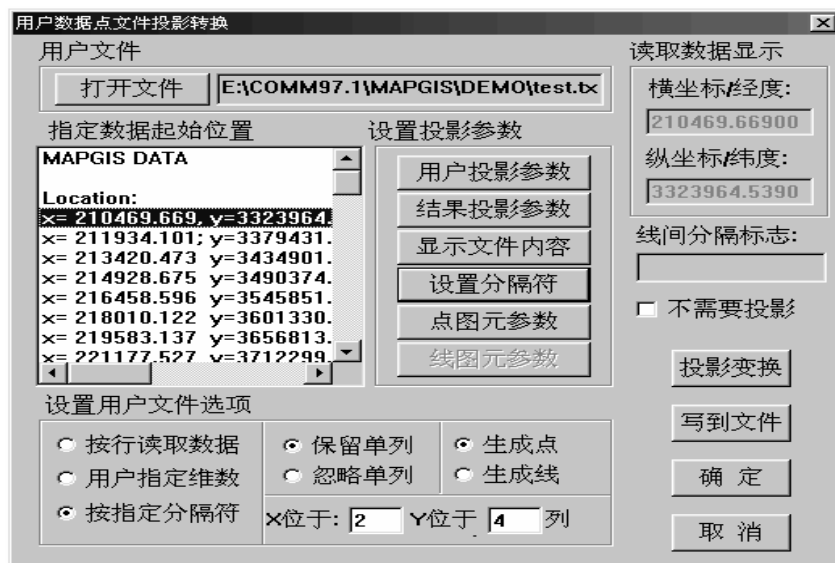 用户数据点文件投影转换
用户文件
打开文件
E:\COMM97.1\MAPGIS\DEMO\test.tx
指定数据起始位置
MAPGIS DATA
Location:
x= 210469.669, y=3323964.
x= 211934.101; y=3379431.
x= 213420.473 y=3434901.
x= 214928.675 y=3490374.
x= 216458.596 y=3545851.
x= 218010.122 y=3601330.
x= 219583.137 y=3656813.
x= 221177.527 y=3712299.
设置投影参数
用户投影参数
结果投影参数
显示文件内容
设置分隔符
点图元参数
线图元参数
读取数据显示
横坐标/经度:
210469.66900
纵坐标/纬度:
3323964.5390
线间分隔标志:
不需要投影
投影变换
写到文件
确 定
取 消
设置用户文件选项
按行读取数据
用户指定维数
按指定分隔符
保留单列
忽略单列
生成点
生成线
X位于: 2 Y位于 4 列